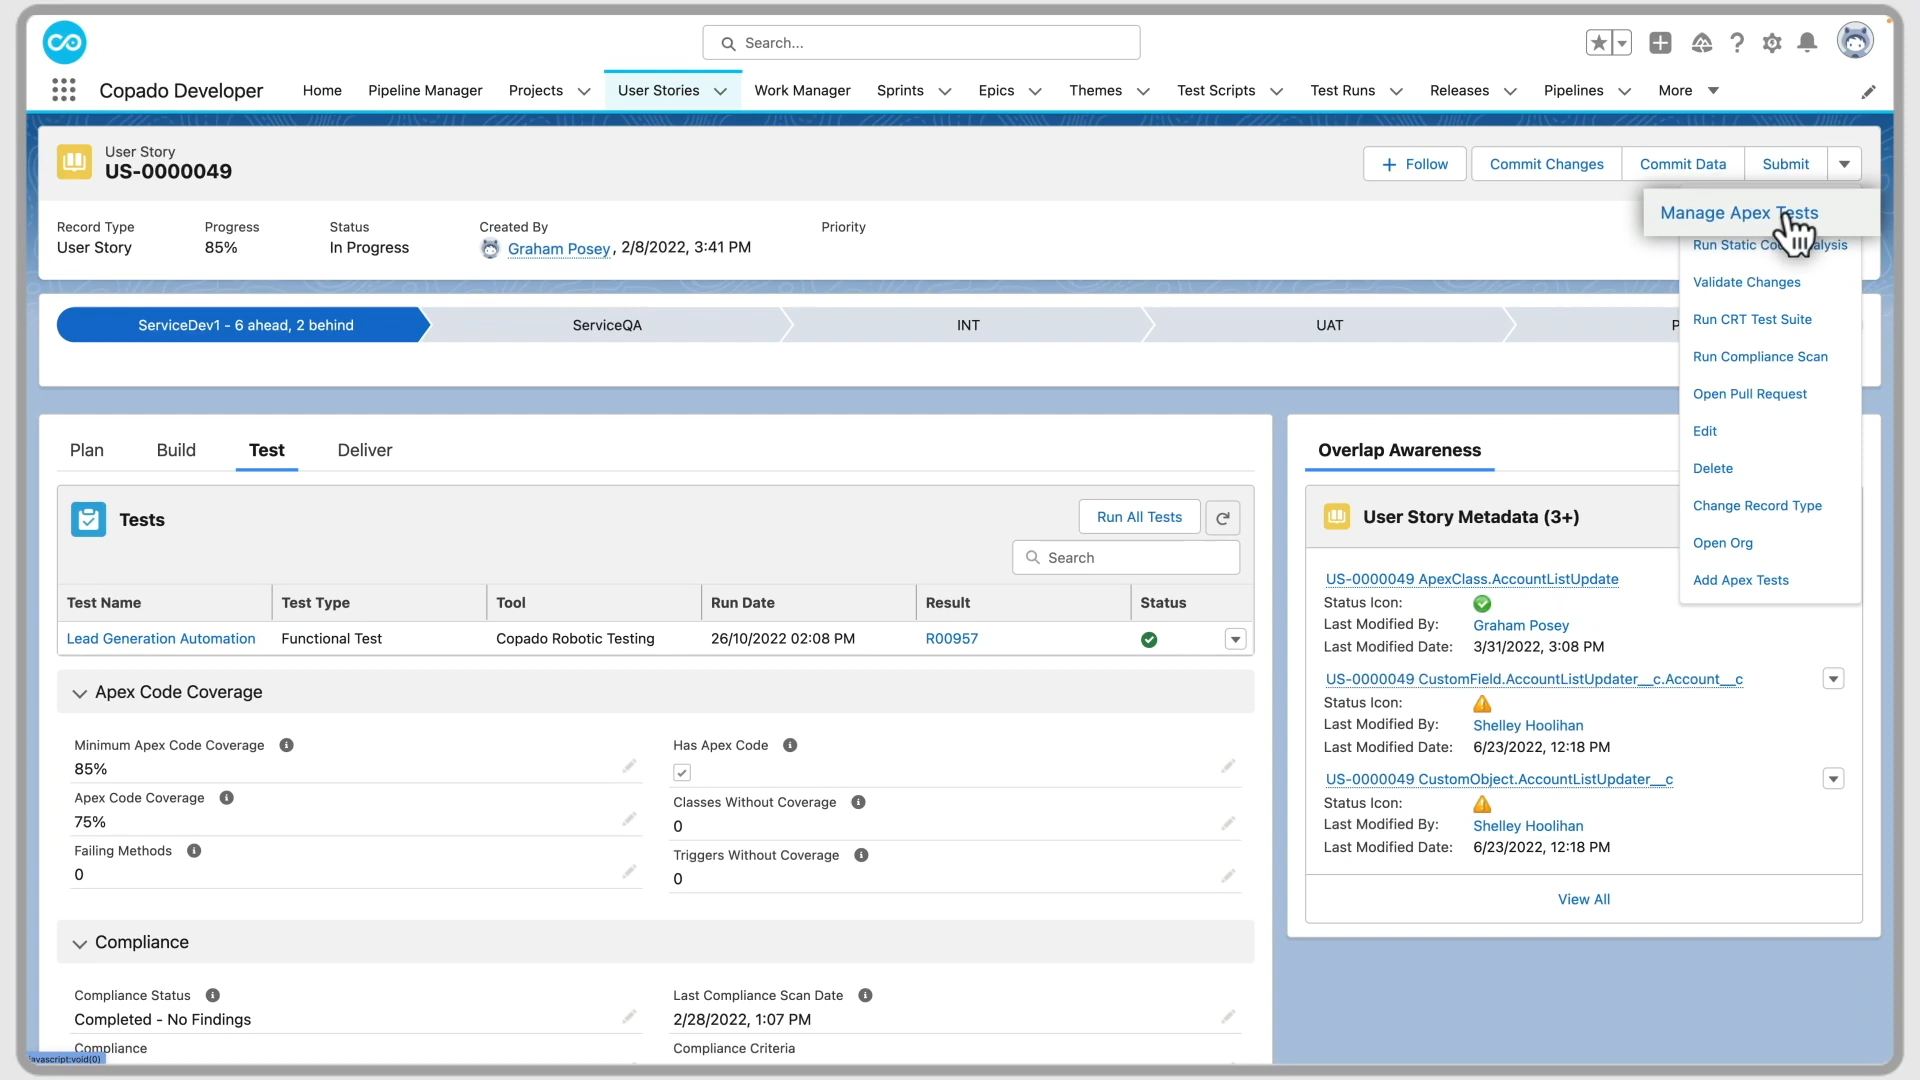 Search...
Copado Developer
Home
Pipeline Manager
Projects
User Stories
Work Manager
Sprints
Epics
Themes
Test Scripts
Test Runs
Releases
Pipelines
More
User Story
US-0000049
Follow
Commit Changes
Commit Data
Submit
Record Type
User Story
Progress
85%
Status
In Progress
Created By
Graham Posey, 2/8/2022, 3:41 PM
Priority
Manage Apex Tests
Run Static
Validate Changes
Run CRT Test Suite
Run Compliance Scan
Open Pull Request
Edit
Delete
Change Record Type
Open Org
Add Apex Tests
ServiceDev1 - 6 ahead, 2 behind
ServiceQA
INT
UAT
P
Plan
Build
Test
Deliver
Tests
Run All Tests
Search
Test Name
Test Type
Tool
Run Date
Result
Status
Lead Generation Automation
Functional Test
Copado Robotic Testing
26/10/2022 02:08 PM
R00957
Apex Code Coverage
Minimum Apex Code Coverage
85%
Has Apex Code
Apex Code Coverage
75%
Classes Without Coverage
0
Failing Methods
0
Triggers Without Coverage
0
Compliance
Compliance Status
Completed - No Findings
Last Compliance Scan Date
2/28/2022, 1:07 PM
Compliance
Compliance Criteria
javascript:void(0)
Overlap Awareness
User Story Metadata (3+)
US-0000049 ApexClass.AccountListUpdate
Status Icon:
Last Modified By: Graham Posey
Last Modified Date: 3/31/2022, 3:08 PM
US-0000049 CustomField.AccountListUpdater__c.Account__c
Status Icon:
Last Modified By: Shelley Hoolihan
Last Modified Date: 6/23/2022, 12:18 PM
US-0000049 CustomObject.AccountListUpdater__c
Status Icon:
Last Modified By: Shelley Hoolihan
Last Modified Date: 6/23/2022, 12:18 PM
View All